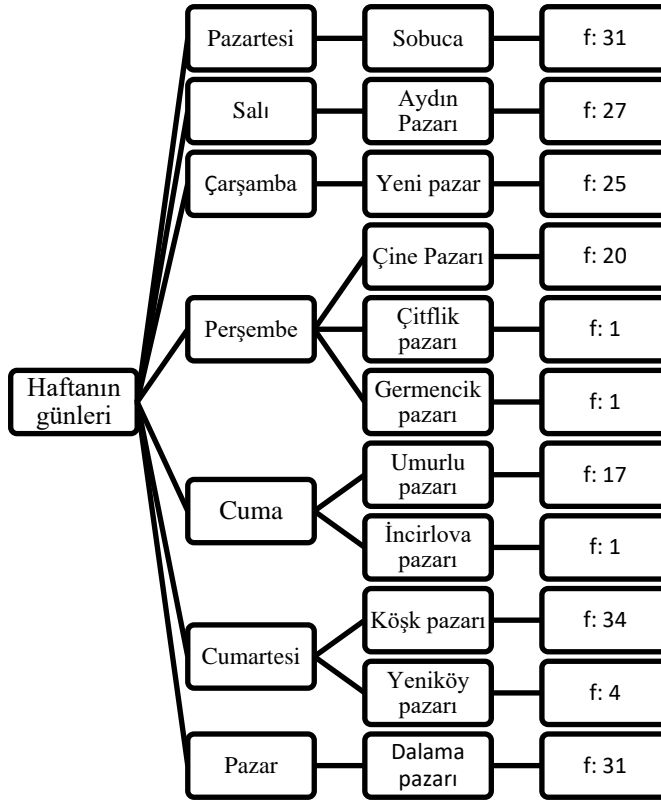 Haftanın
günleri
Pazartesi
Sobuca
f: 31
Salı
Aydın
Pazarı
f: 27
Çarşamba
Yeni pazar
f: 25
Perşembe
Çine Pazarı
f: 20
Çitflik
pazarı
f: 1
Germencik
pazarı
f: 1
Cuma
Umurlu
pazarı
f: 17
İncirlova
pazarı
f: 1
Cumartesi
Köşk pazarı
f: 34
Yeniköy
pazarı
f: 4
Pazar
Dalama
pazarı
f: 31